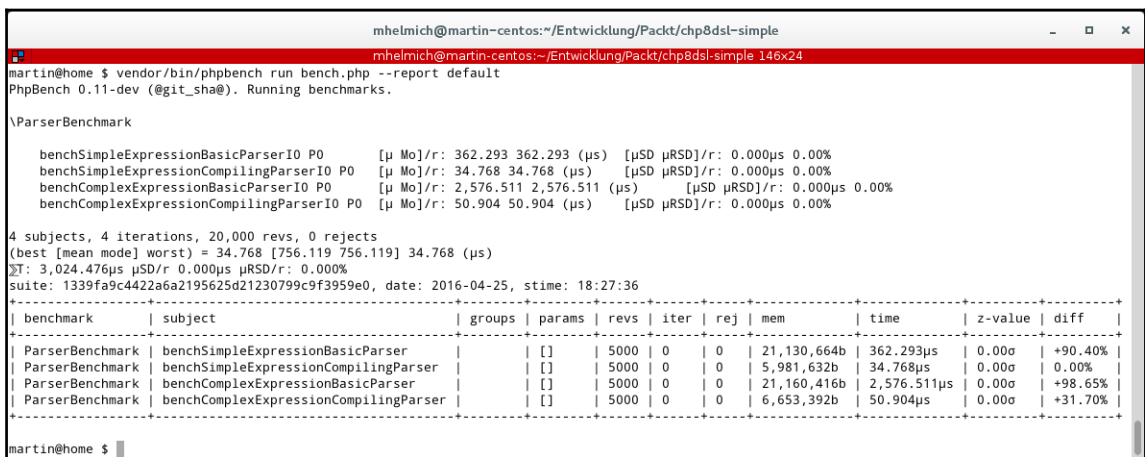 mhelmich@martin-centos:~/Entwicklung/Packt/chp8dsl-simple
mhelmich@martin-centos:~/Entwicklung/Packt/chp8dsl-simple 146x24
martin@home $ vendor/bin/phpbench run bench.php --report default
PhpBench 0.11-dev (@git_sha@). Running benchmarks.

\ParserBenchmark

    benchSimpleExpressionBasicParserI0 P0       [μ Mo]/r: 362.293 362.293 (μs)  [μSD μRSD]/r: 0.000μs 0.00%
    benchSimpleExpressionCompilingParserI0 P0   [μ Mo]/r: 34.768 34.768 (μs)    [μSD μRSD]/r: 0.000μs 0.00%
    benchComplexExpressionBasicParserI0 P0      [μ Mo]/r: 2,576.511 2,576.511 (μs)      [μSD μRSD]/r: 0.000μs 0.00%
    benchComplexExpressionCompilingParserI0 P0  [μ Mo]/r: 50.904 50.904 (μs)    [μSD μRSD]/r: 0.000μs 0.00%

4 subjects, 4 iterations, 20,000 revs, 0 rejects
(best [mean mode] worst) = 34.768 [756.119 756.119] 34.768 (μs)
⅀T: 3,024.476μs μSD/r 0.000μs μRSD/r: 0.000%
suite: 1339fa9c4422a6a2195625d21230799c9f3959e0, date: 2016-04-25, stime: 18:27:36
| benchmark       | subject                               | groups | params | revs | iter | rej | mem         | time        | z-value | diff    |
| ParserBenchmark | benchSimpleExpressionBasicParser      |        | []     | 5000 | 0    | 0   | 21,130,664b | 362.293μs   | 0.00σ   | +90.40% |
| ParserBenchmark | benchSimpleExpressionCompilingParser  |        | []     | 5000 | 0    | 0   | 5,981,632b  | 34.768μs    | 0.00σ   | 0.00%   |
| ParserBenchmark | benchComplexExpressionBasicParser     |        | []     | 5000 | 0    | 0   | 21,160,416b | 2,576.511μs | 0.00σ   | +98.65% |
| ParserBenchmark | benchComplexExpressionCompilingParser |        | []     | 5000 | 0    | 0   | 6,653,392b  | 50.904μs    | 0.00σ   | +31.70% |

martin@home $